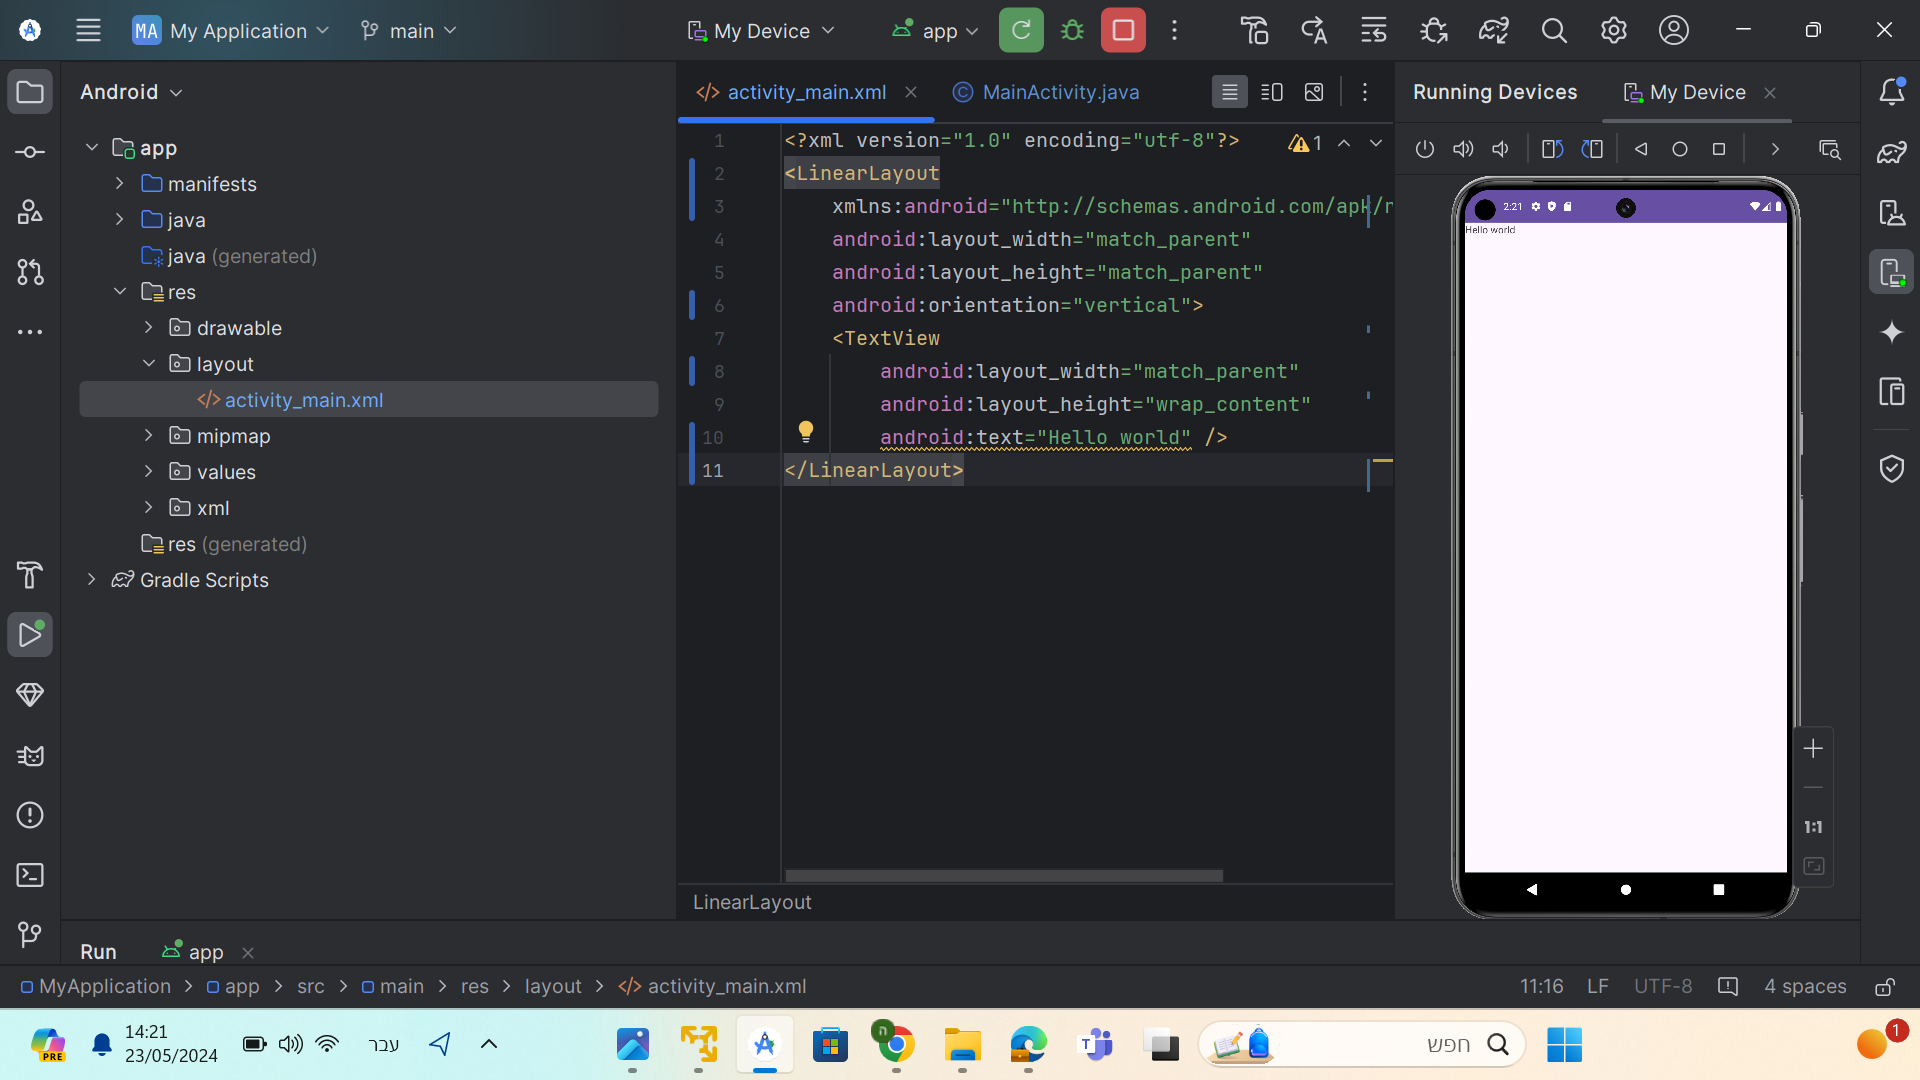 MA My Application main My Device app
Android
app
manifests
java
java (generated)
res
drawable
layout
activity_main.xml
mipmap
values
xml
res (generated)
Gradle Scripts
activity_main.xml MainActivity.java
1 <?xml version="1.0" encoding="utf-8"?> 1
2 <LinearLayout
3 xmlns:android="http://schemas.android.com/apk/r
4 android:layout_width="match_parent"
5 android:layout_height="match_parent"
6 android:orientation="vertical">
7 <TextView
8 android:layout_width="match_parent"
9 android:layout_height="wrap_content"
10 android:text="Hello world" />
11 </LinearLayout>
LinearLayout
Running Devices My Device
2:21
Hello world
1:1
Run app
MyApplication > app > src > main > res > layout > activity_main.xml 11:16 LF UTF-8 4 spaces
PRE
14:21
23/05/2024
עבר
ה
T
חפש
1